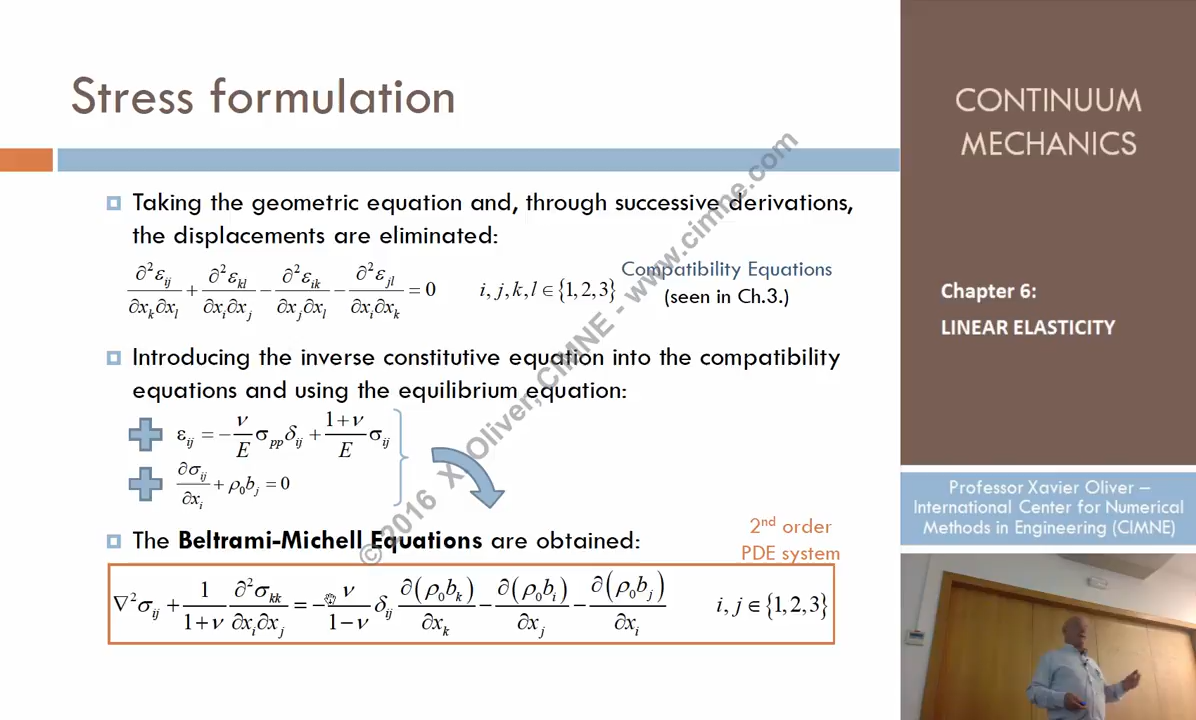 Stress formulation
Taking the geometric equation and, through successive derivations,
the displacements are eliminated:
∂²ε_ij/∂x_k∂x_l + ∂²ε_kl/∂x_i∂x_j − ∂²ε_ik/∂x_j∂x_l − ∂²ε_jl/∂x_i∂x_k = 0    i, j, k, l ∈ {1, 2, 3}
Compatibility Equations
(seen in Ch.3.)
Introducing the inverse constitutive equation into the compatibility
equations and using the equilibrium equation:
ε_ij = −(ν/E) σ_pp δ_ij + ((1+ν)/E) σ_ij
∂σ_ij/∂x_i + ρ₀b_j = 0
The Beltrami-Michell Equations are obtained:
2nd order
PDE system
∇²σ_ij + (1/(1+ν)) ∂²σ_kk/∂x_i∂x_j = −(ν/(1−ν)) δ_ij ∂(ρ₀b_k)/∂x_k − ∂(ρ₀b_i)/∂x_j − ∂(ρ₀b_j)/∂x_i    i, j ∈ {1, 2, 3}
© 2016 X. Oliver, CIMNE - www.cimne.com
CONTINUUM
MECHANICS
Chapter 6:
LINEAR ELASTICITY
Professor Xavier Oliver –
International Center for Numerical
Methods in Engineering (CIMNE)